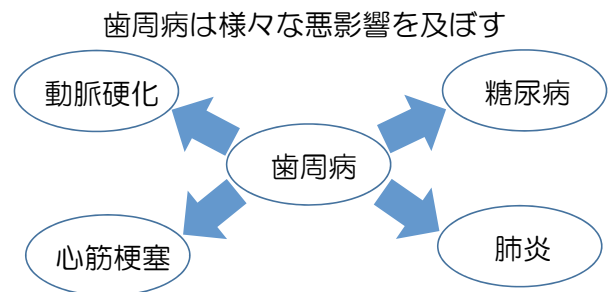 歯周病は様々な悪影響を及ぼす
動脈硬化
糖尿病
歯周病
心筋梗塞
肺炎